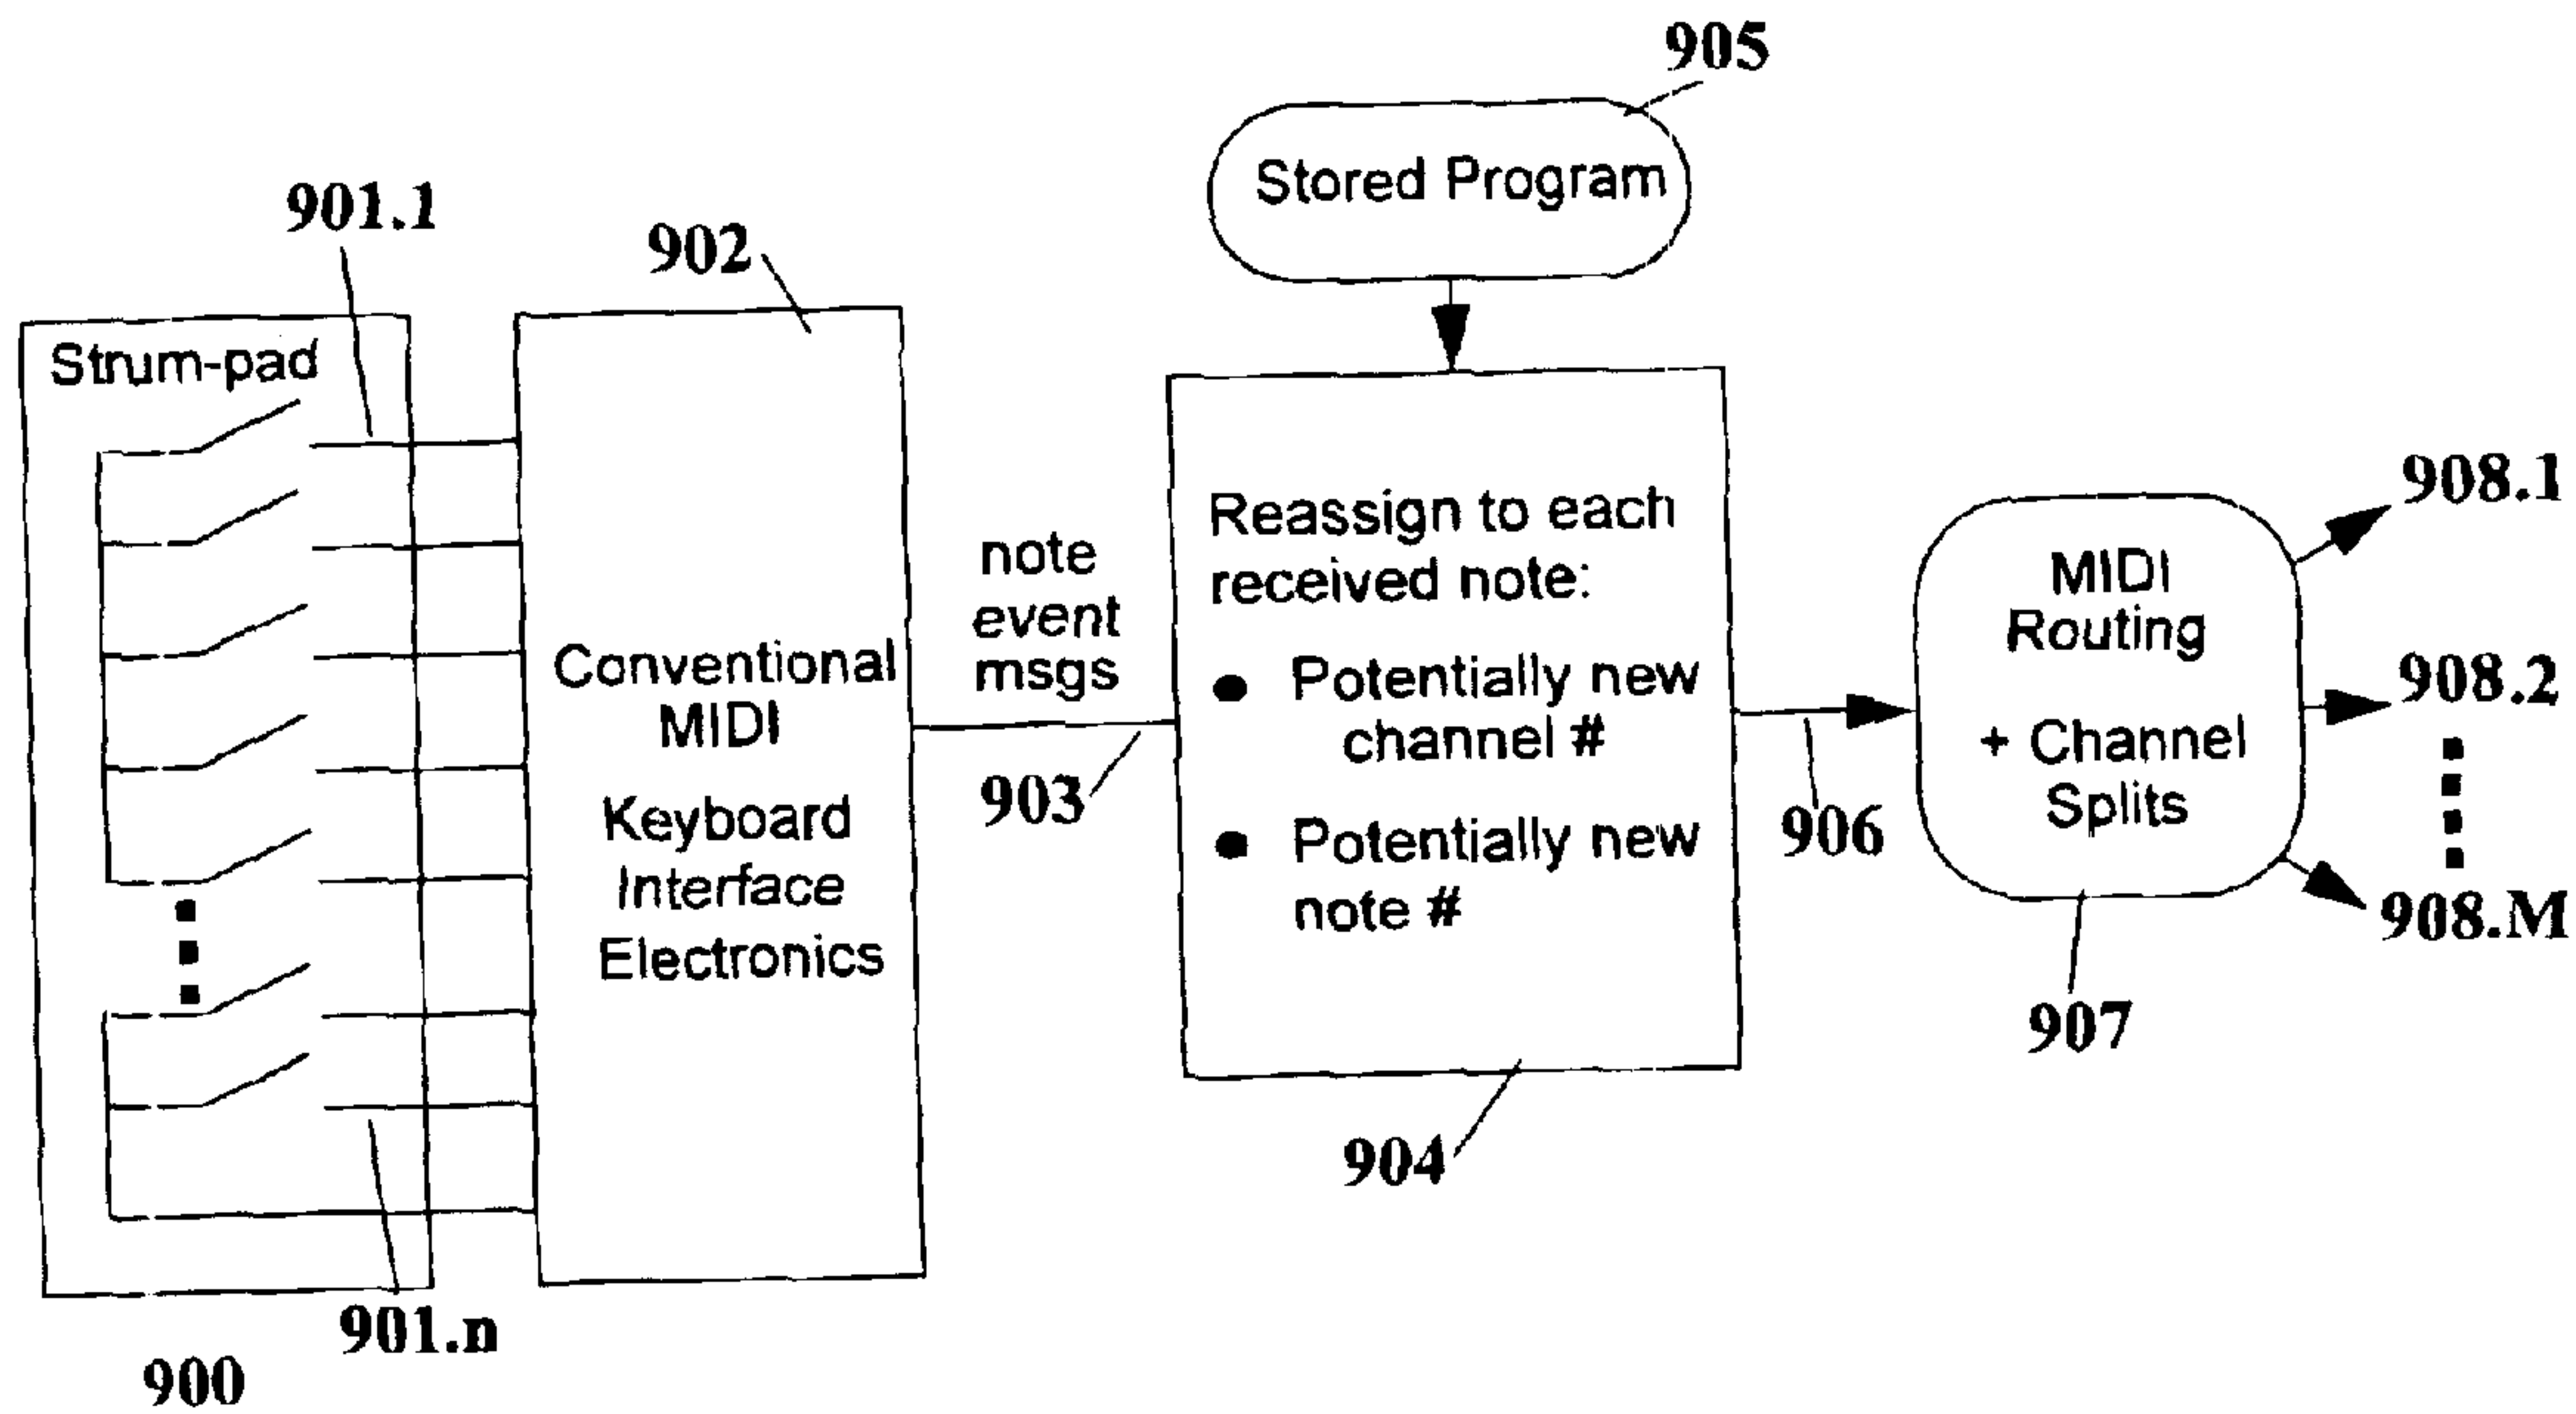 905
Stored Program
901.1
902
Strum-pad
Conventional
MIDI
Keyboard
Interface
Electronics
note
event
msgs
903
Reassign to each
received note:
● Potentially new
channel #
● Potentially new
note #
904
906
MIDI
Routing
+ Channel
Splits
907
908.1
908.2
908.M
901.n
900